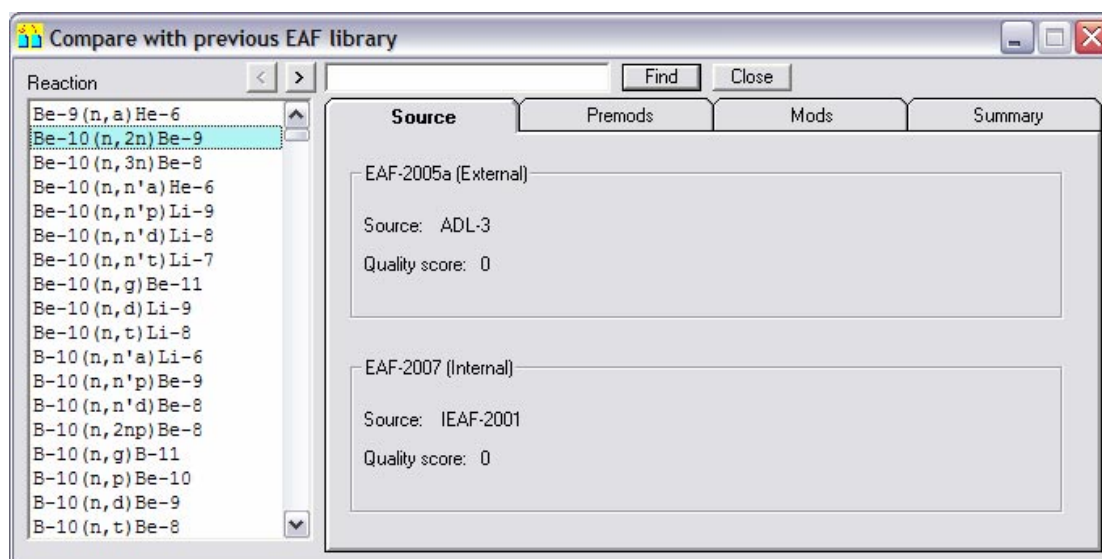 Compare with previous EAF library
Reaction
<
>
Find
Close
Be-9(n,a)He-6
Be-10(n,2n)Be-9
Be-10(n,3n)Be-8
Be-10(n,n'a)He-6
Be-10(n,n'p)Li-9
Be-10(n,n'd)Li-8
Be-10(n,n't)Li-7
Be-10(n,g)Be-11
Be-10(n,d)Li-9
Be-10(n,t)Li-8
B-10(n,n'a)Li-6
B-10(n,n'p)Be-9
B-10(n,n'd)Be-8
B-10(n,2np)Be-8
B-10(n,g)B-11
B-10(n,p)Be-10
B-10(n,d)Be-9
B-10(n,t)Be-8
Source
Premods
Mods
Summary
EAF-2005a (External)
Source: ADL-3
Quality score: 0
EAF-2007 (Internal)
Source: IEAF-2001
Quality score: 0